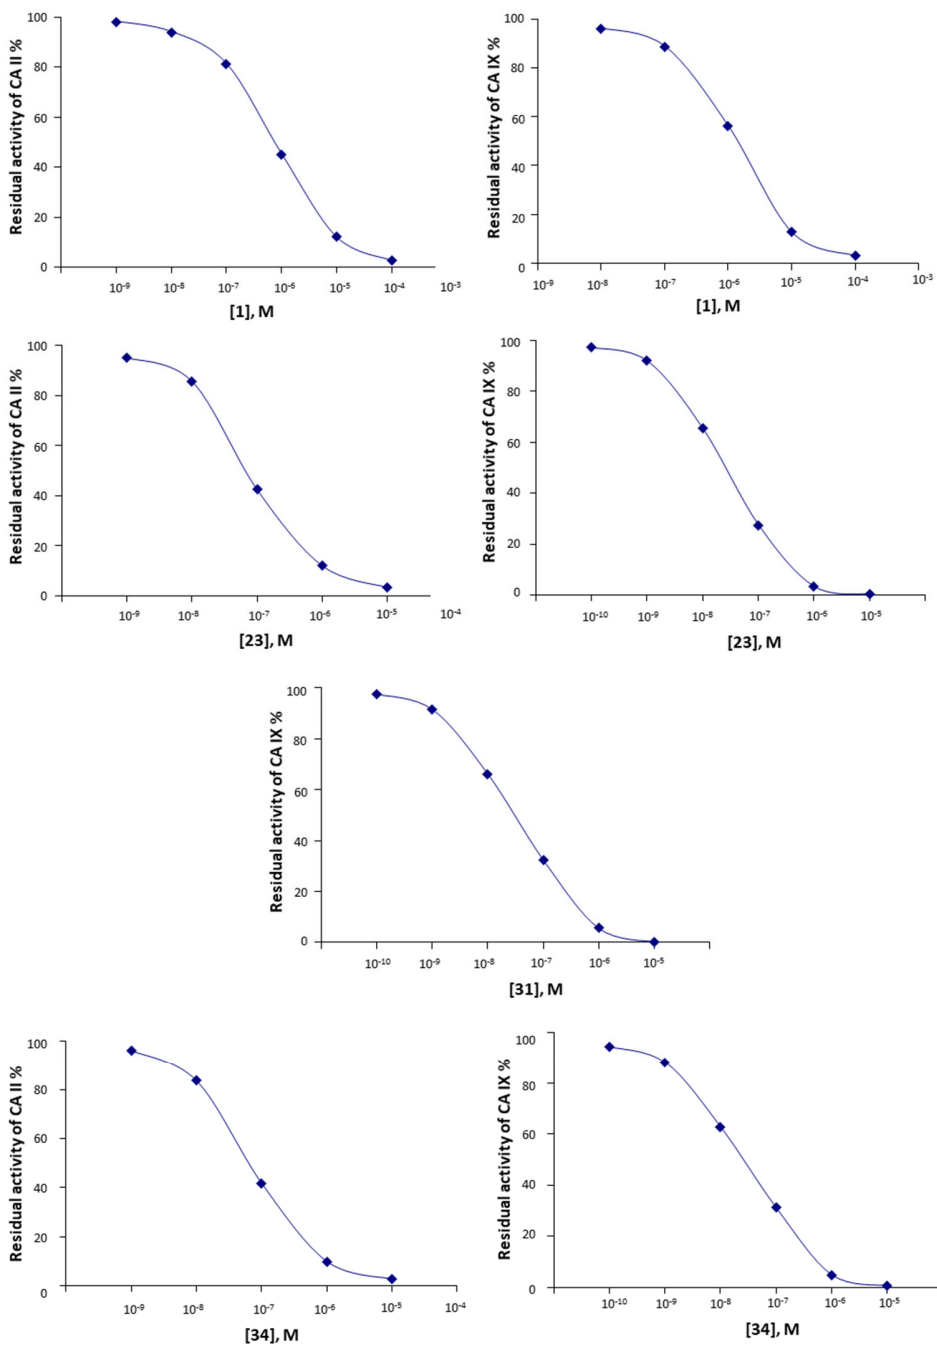 Residual activity of CA II %
100
80
60
40
20
0
10⁻⁹ 10⁻⁸ 10⁻⁷ 10⁻⁶ 10⁻⁵ 10⁻⁴ 10⁻³
[1], M
Residual activity of CA IX %
100
80
60
40
20
0
10⁻⁹ 10⁻⁸ 10⁻⁷ 10⁻⁶ 10⁻⁵ 10⁻⁴ 10⁻³
[1], M
Residual activity of CA II %
100
80
60
40
20
0
10⁻⁹ 10⁻⁸ 10⁻⁷ 10⁻⁶ 10⁻⁵ 10⁻⁴
[23], M
Residual activity of CA IX %
100
80
60
40
20
0
10⁻¹⁰ 10⁻⁹ 10⁻⁸ 10⁻⁷ 10⁻⁶ 10⁻⁵
[23], M
Residual activity of CA IX %
100
80
60
40
20
0
10⁻¹⁰ 10⁻⁹ 10⁻⁸ 10⁻⁷ 10⁻⁶ 10⁻⁵
[31], M
Residual activity of CA II %
100
80
60
40
20
0
10⁻⁹ 10⁻⁸ 10⁻⁷ 10⁻⁶ 10⁻⁵ 10⁻⁴
[34], M
Residual activity of CA IX %
100
80
60
40
20
0
10⁻¹⁰ 10⁻⁹ 10⁻⁸ 10⁻⁷ 10⁻⁶ 10⁻⁵
[34], M